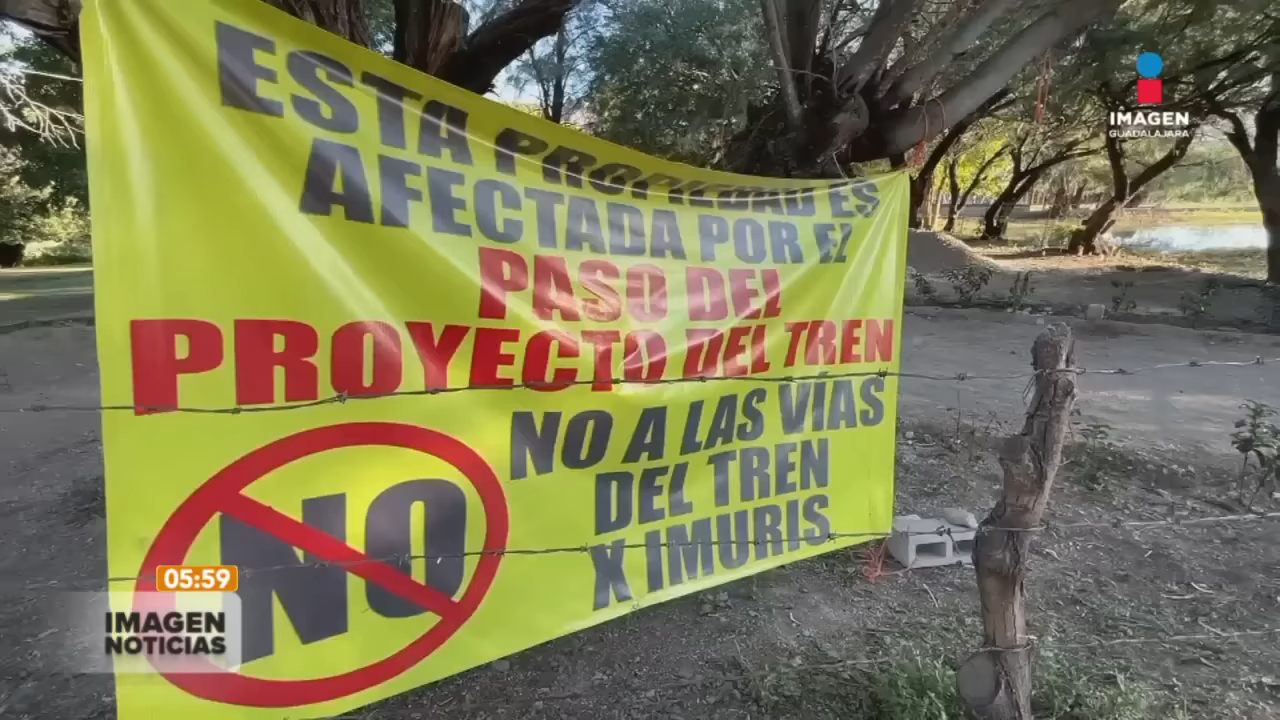 ESTA PROPIEDAD ES
AFECTADA POR EL
PASO DEL
PROYECTO DEL TREN
NO A LAS VÍAS
DEL TREN
X IMURIS
NO
IMAGEN
GUADALAJARA
05:59
IMAGEN
NOTICIAS